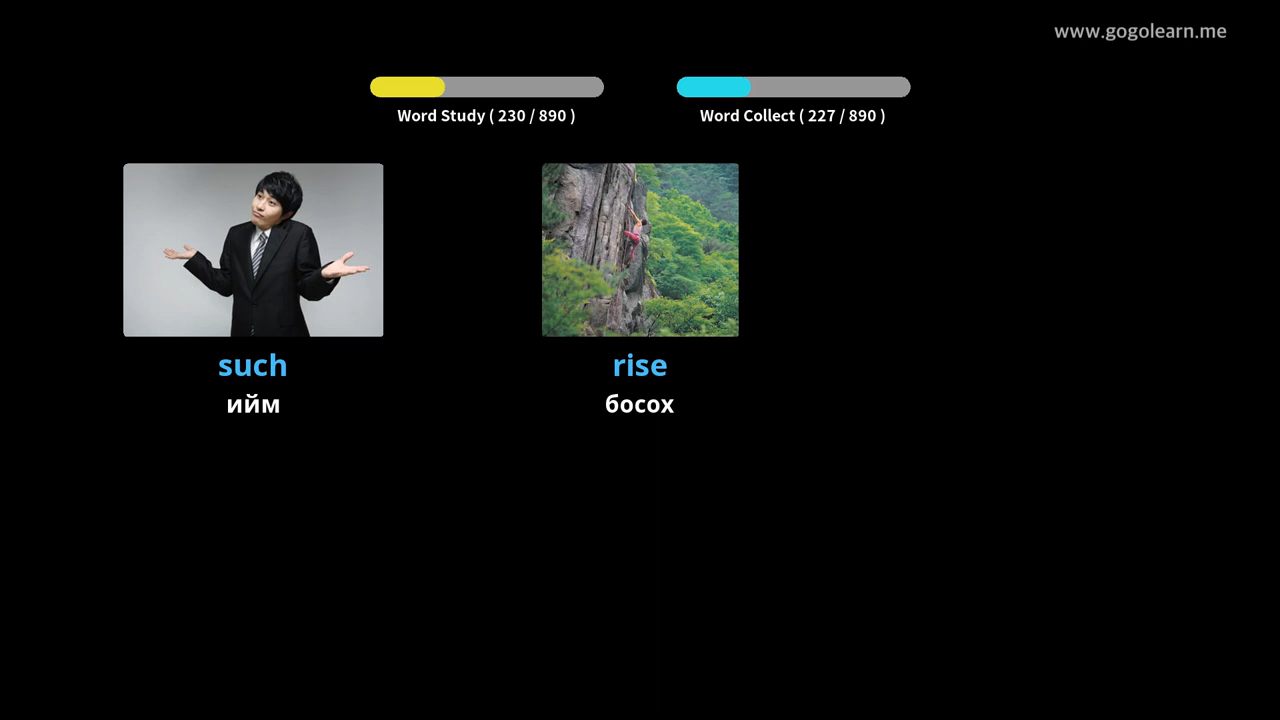 www.gogolearn.me
Word Study ( 230 / 890 )
Word Collect ( 227 / 890 )
such
rise
ийм
босох